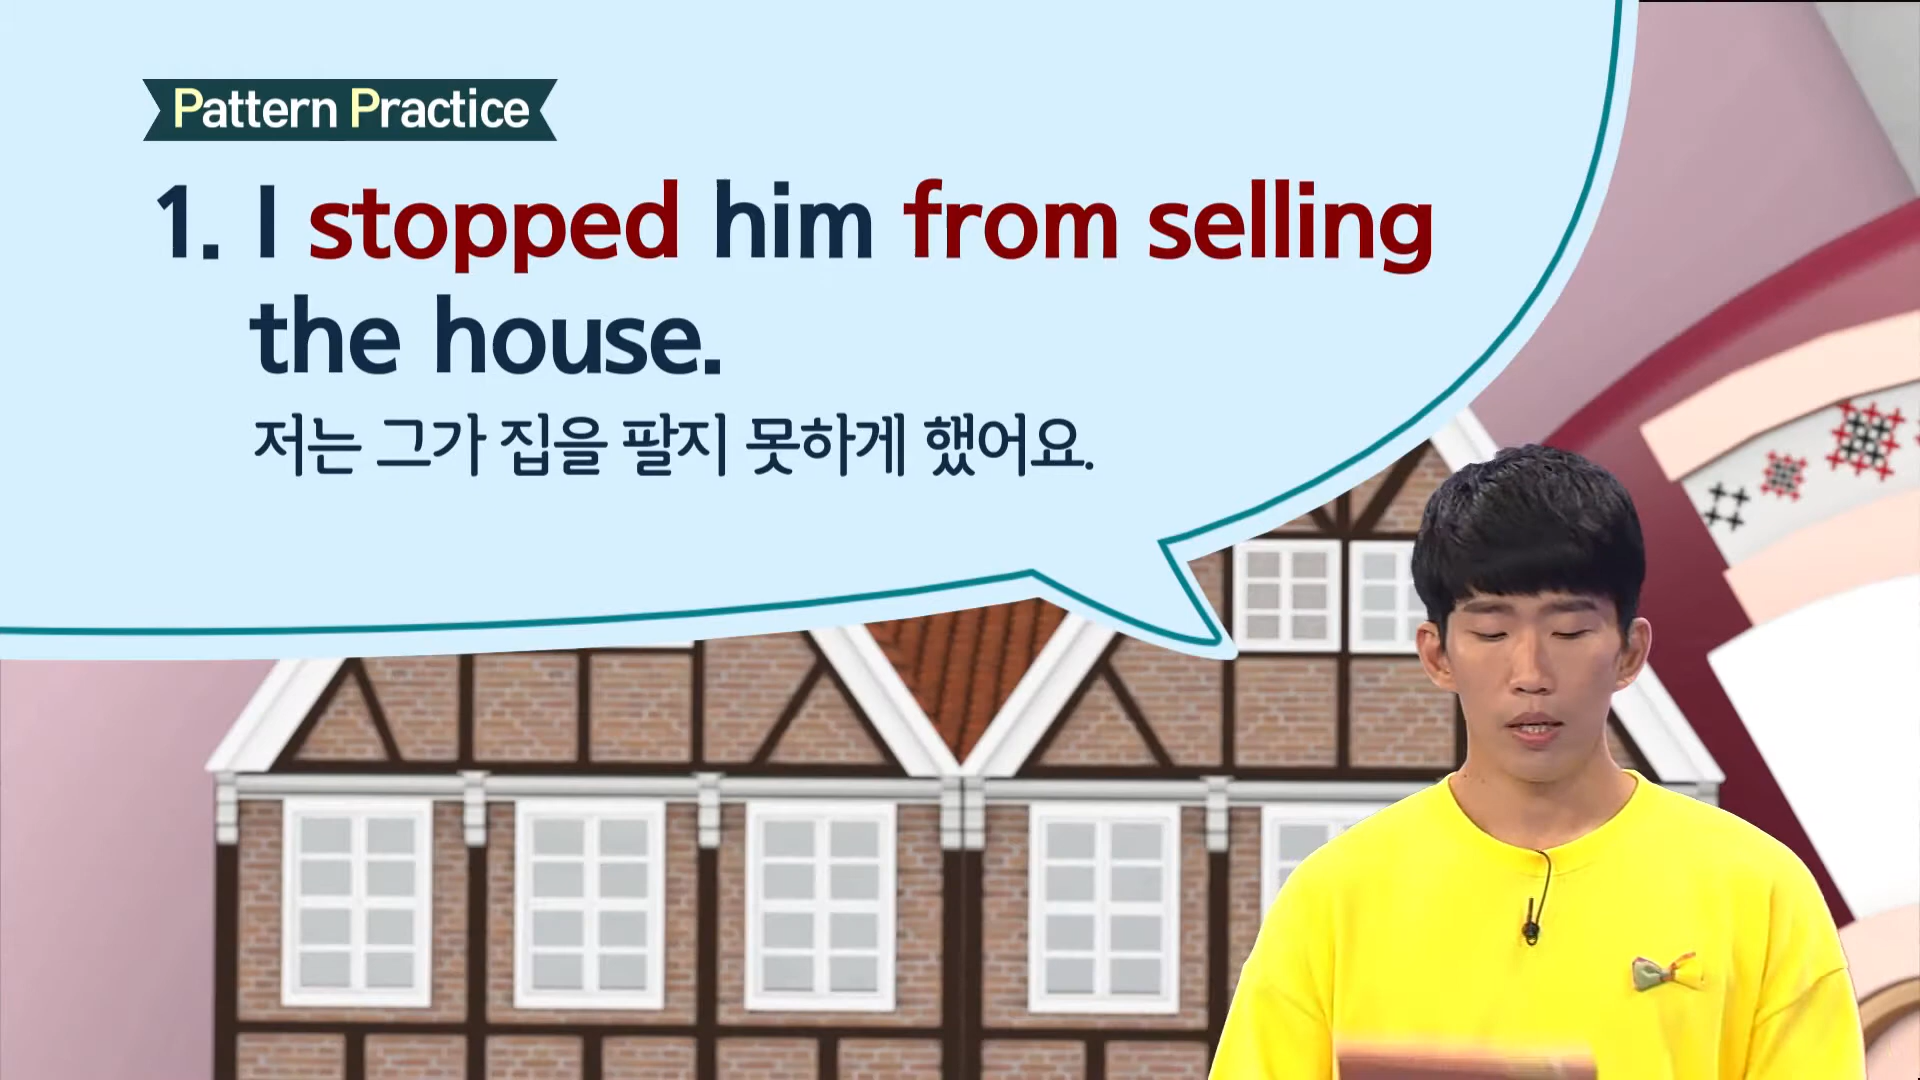 Pattern Practice
1. I stopped him from selling
the house.
저는 그가 집을 팔지 못하게 했어요.